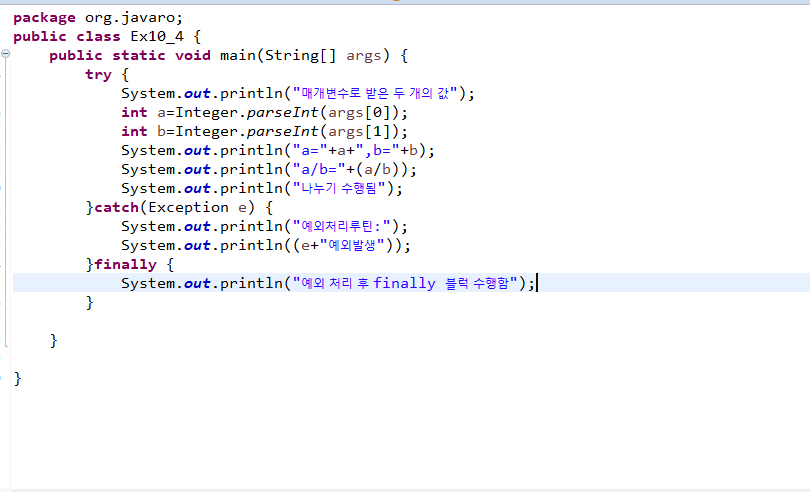 package org.javaro;
public class Ex10_4 {
public static void main(String[] args) {
try {
System.out.println("매개변수로 받은 두 개의 값");
int a=Integer.parseInt(args[0]);
int b=Integer.parseInt(args[1]);
System.out.println("a="+a+",b="+b);
System.out.println("a/b="+(a/b));
System.out.println("나누기 수행됨");
}catch(Exception e) {
System.out.println("예외처리루틴:");
System.out.println((e+"예외발생"));
}finally {
System.out.println("예외 처리 후 finally 블럭 수행함");
}
}
}